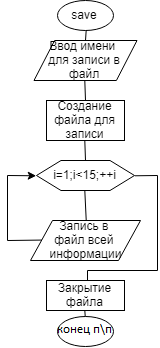 save
Ввод имени
для записи в
файл
Создание
файла для
записи
i=1;i<15;++i
Запись в
файл всей
информации
Закрытие
файла
конец п\п